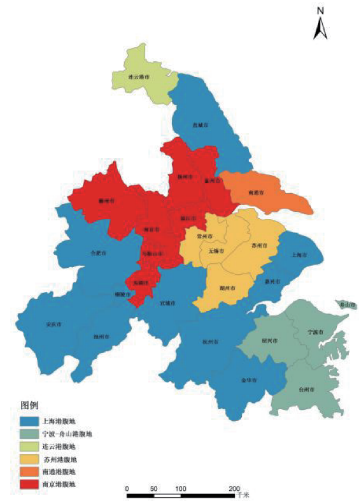 N
连云港市
盐城市
扬州市
泰州市
南通市
滁州市
镇江市
南京市
常州市
无锡市
苏州市
上海市
合肥市
马鞍山市
芜湖市
湖州市
嘉兴市
舟山市
铜陵市
宣城市
安庆市
池州市
杭州市
绍兴市
宁波市
金华市
台州市
图例
上海港腹地
宁波-舟山港腹地
连云港腹地
苏州港腹地
南通港腹地
南京港腹地
0 50 100 200
千米